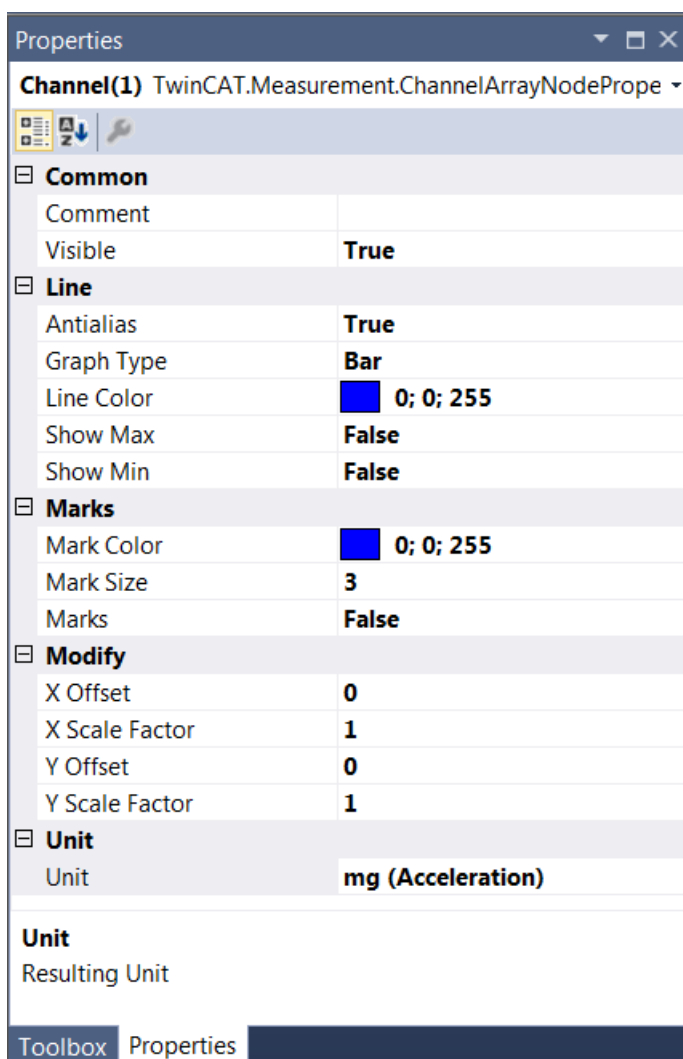 Properties
Channel(1) TwinCAT.Measurement.ChannelArrayNodePrope
Common
Comment
Visible True
Line
Antialias True
Graph Type Bar
Line Color 0; 0; 255
Show Max False
Show Min False
Marks
Mark Color 0; 0; 255
Mark Size 3
Marks False
Modify
X Offset 0
X Scale Factor 1
Y Offset 0
Y Scale Factor 1
Unit
Unit mg (Acceleration)
Unit
Resulting Unit
Toolbox Properties